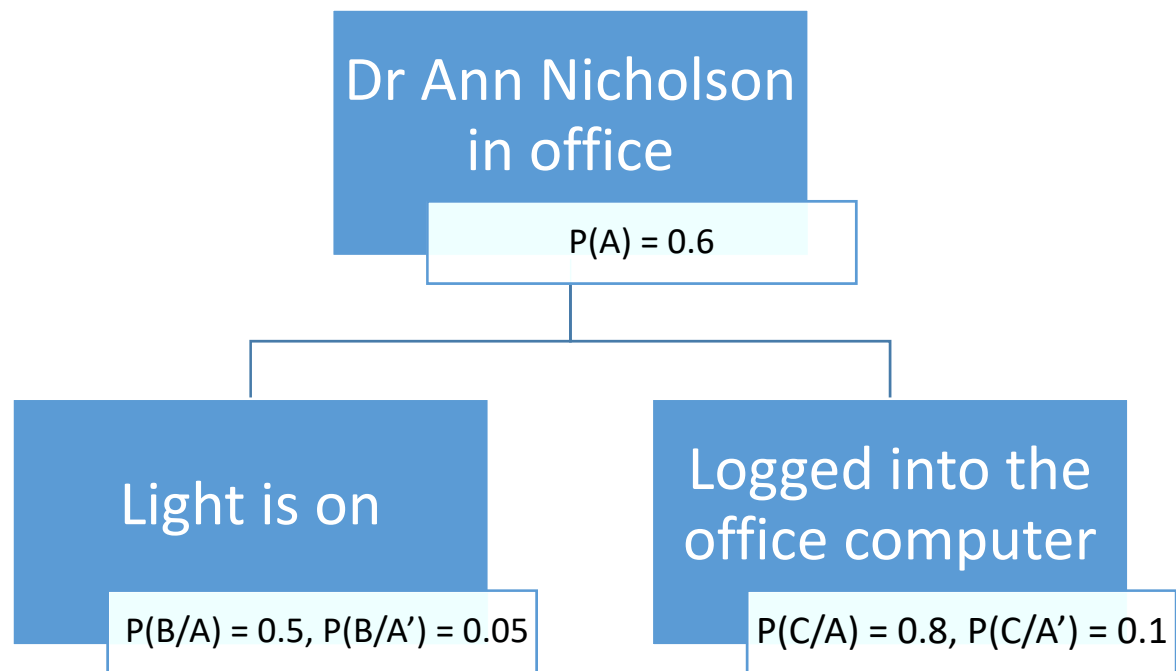 Dr Ann Nicholson
in office
P(A) = 0.6
Light is on
P(B/A) = 0.5, P(B/A’) = 0.05
Logged into the
office computer
P(C/A) = 0.8, P(C/A’) = 0.1